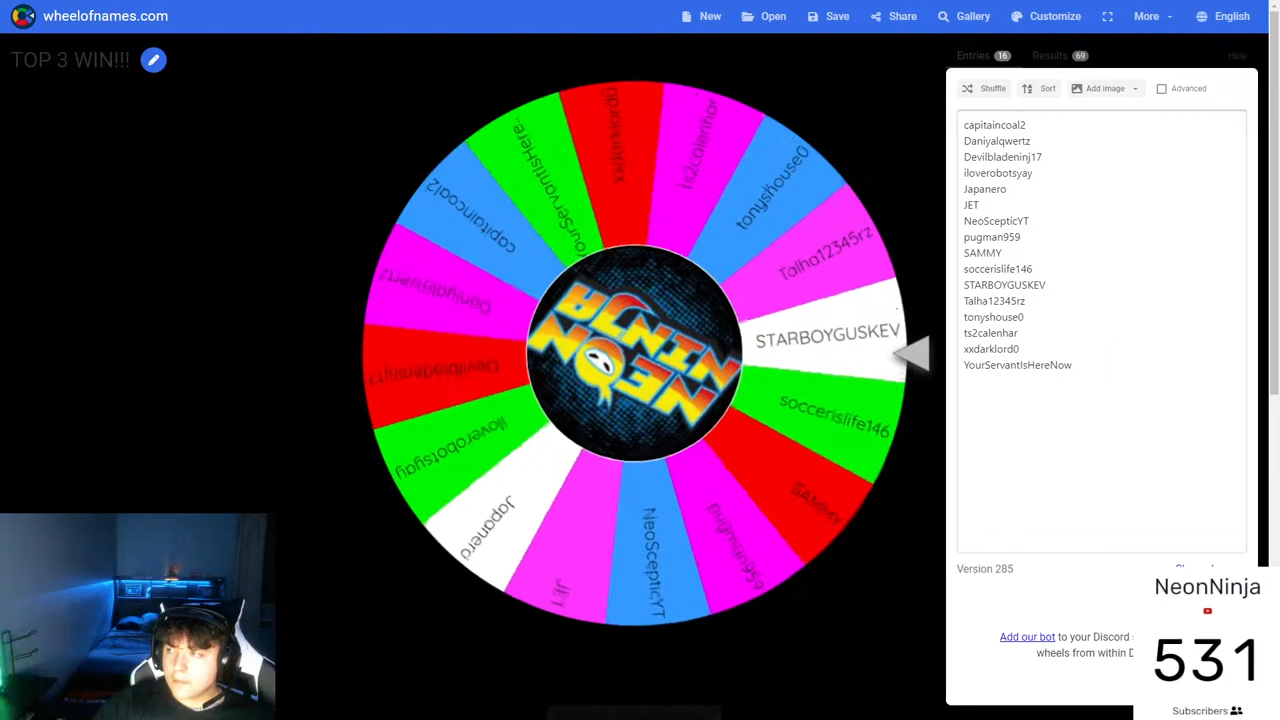 wheelofnames.com
New
Open
Save
Share
Gallery
Customize
More
English
TOP 3 WIN!!!
Entries 16
Results 69
Hide
Shuffle
Sort
Add image
Advanced
capitaincoal2
Daniyalqwertz
Devilbladeninj17
iloverobotsyay
Japanero
JET
NeoScepticYT
pugman959
SAMMY
soccerislife146
STARBOYGUSKEV
Talha12345rz
tonyshouse0
ts2calenhar
xxdarklord0
YourServantIsHereNow
xxdarklord0
ts2calenhar
tonyshouse0
Talha12345rz
STARBOYGUSKEV
soccerislife146
SAMMY
pugman959
NeoScepticYT
JET
Japanero
iloverobotsyay
Devilbladeninj17
Daniyalqwertz
capitaincoal2
YourServantIsHere..
NEON
NINJA
Version 285
Add our bot to your Discord
wheels from within D
NeonNinja
531
Subscribers